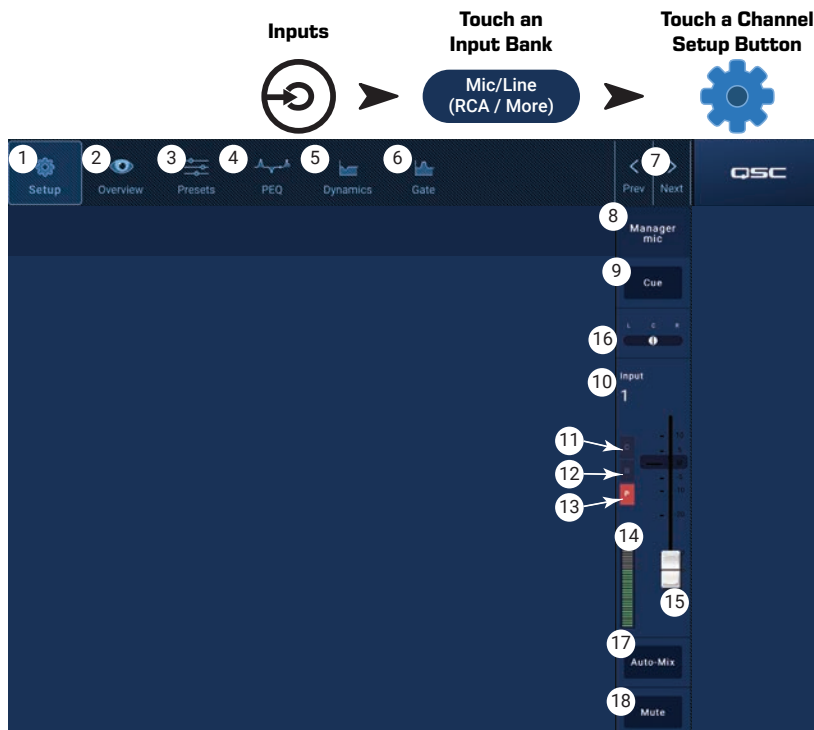 Inputs
Touch an
Input Bank
Touch a Channel
Setup Button
Mic/Line
(RCA / More)
1
2
3
4
5
6
7
Setup
Overview
Presets
PEQ
Dynamics
Gate
Prev
Next
QSC
8
Manager
mic
9
Cue
L C R
16
10
Input
1
11
12
13
P
14
15
17
Auto-Mix
18
Mute